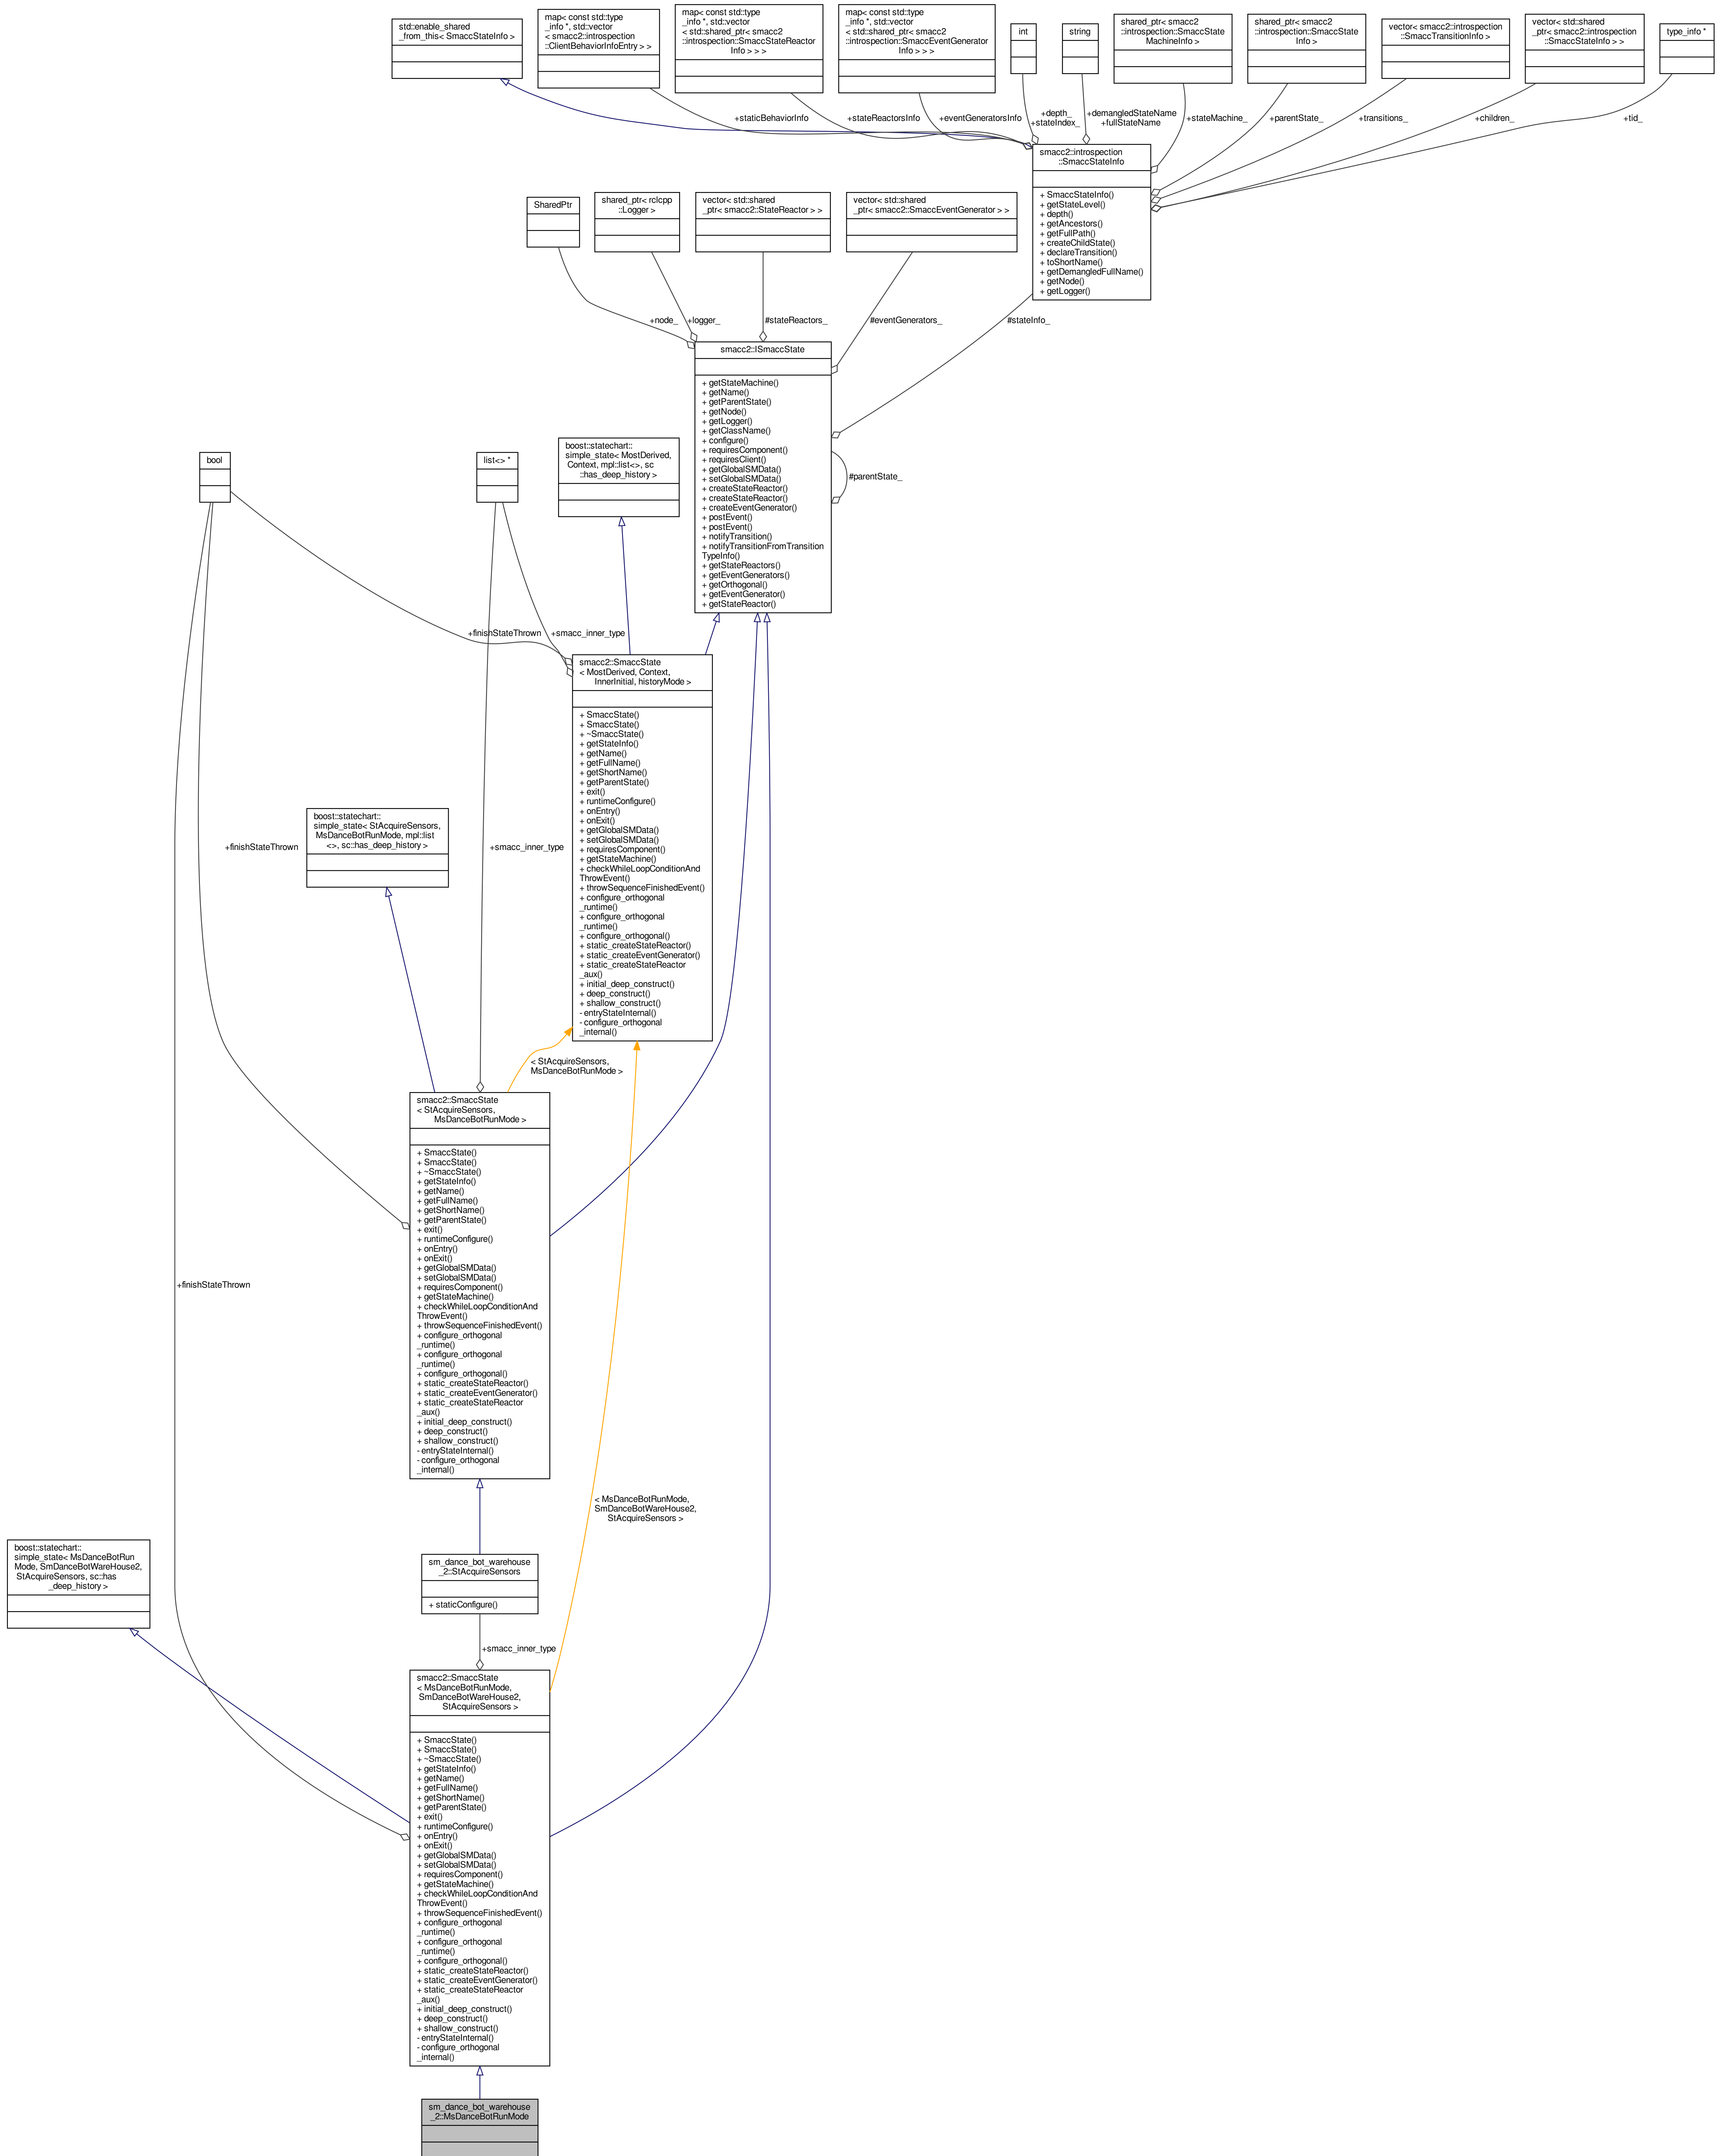 std::enable_shared
_from_this< SmaccStateInfo >
map< const std::type
_info *, std::vector
< smacc2::introspection
::ClientBehaviorInfoEntry > >
map< const std::type
_info *, std::vector
< std::shared_ptr< smacc2
::introspection::SmaccStateReactor
Info > > >
map< const std::type
_info *, std::vector
< std::shared_ptr< smacc2
::introspection::SmaccEventGenerator
Info > > >
int
string
shared_ptr< smacc2
::introspection::SmaccState
MachineInfo >
shared_ptr< smacc2
::introspection::SmaccState
Info >
vector< smacc2::introspection
::SmaccTransitionInfo >
vector< std::shared
_ptr< smacc2::introspection
::SmaccStateInfo > >
type_info *
+staticBehaviorInfo
+stateReactorsInfo
+eventGeneratorsInfo
+depth_
+stateIndex_
+demangledStateName
+fullStateName
+stateMachine_
+parentState_
+transitions_
+children_
+tid_
smacc2::introspection
::SmaccStateInfo
+ SmaccStateInfo()
+ getStateLevel()
+ depth()
+ getAncestors()
+ getFullPath()
+ createChildState()
+ declareTransition()
+ toShortName()
+ getDemangledFullName()
+ getNode()
+ getLogger()
SharedPtr
shared_ptr< rclcpp
::Logger >
vector< std::shared
_ptr< smacc2::StateReactor > >
vector< std::shared
_ptr< smacc2::SmaccEventGenerator > >
+node_
+logger_
#stateReactors_
#eventGenerators_
#stateInfo_
smacc2::ISmaccState
+ getStateMachine()
+ getName()
+ getParentState()
+ getNode()
+ getLogger()
+ getClassName()
+ configure()
+ requiresComponent()
+ requiresClient()
+ getGlobalSMData()
+ setGlobalSMData()
+ createStateReactor()
+ createStateReactor()
+ createEventGenerator()
+ postEvent()
+ postEvent()
+ notifyTransition()
+ notifyTransitionFromTransition
TypeInfo()
+ getStateReactors()
+ getEventGenerators()
+ getOrthogonal()
+ getEventGenerator()
+ getStateReactor()
#parentState_
bool
list<> *
boost::statechart::
simple_state< MostDerived,
Context, mpl::list<>, sc
::has_deep_history >
+finishStateThrown
+smacc_inner_type
smacc2::SmaccState
< MostDerived, Context,
InnerInitial, historyMode >
+ SmaccState()
+ SmaccState()
+ ~SmaccState()
+ getStateInfo()
+ getName()
+ getFullName()
+ getShortName()
+ getParentState()
+ exit()
+ runtimeConfigure()
+ onEntry()
+ onExit()
+ getGlobalSMData()
+ setGlobalSMData()
+ requiresComponent()
+ getStateMachine()
+ checkWhileLoopConditionAnd
ThrowEvent()
+ throwSequenceFinishedEvent()
+ configure_orthogonal
_runtime()
+ configure_orthogonal
_runtime()
+ configure_orthogonal()
+ static_createStateReactor()
+ static_createEventGenerator()
+ static_createStateReactor
_aux()
+ initial_deep_construct()
+ deep_construct()
+ shallow_construct()
- entryStateInternal()
- configure_orthogonal
_internal()
boost::statechart::
simple_state< StAcquireSensors,
MsDanceBotRunMode, mpl::list
<>, sc::has_deep_history >
+finishStateThrown
+smacc_inner_type
< StAcquireSensors,
MsDanceBotRunMode >
smacc2::SmaccState
< StAcquireSensors,
MsDanceBotRunMode >
+ SmaccState()
+ SmaccState()
+ ~SmaccState()
+ getStateInfo()
+ getName()
+ getFullName()
+ getShortName()
+ getParentState()
+ exit()
+ runtimeConfigure()
+ onEntry()
+ onExit()
+ getGlobalSMData()
+ setGlobalSMData()
+ requiresComponent()
+ getStateMachine()
+ checkWhileLoopConditionAnd
ThrowEvent()
+ throwSequenceFinishedEvent()
+ configure_orthogonal
_runtime()
+ configure_orthogonal
_runtime()
+ configure_orthogonal()
+ static_createStateReactor()
+ static_createEventGenerator()
+ static_createStateReactor
_aux()
+ initial_deep_construct()
+ deep_construct()
+ shallow_construct()
- entryStateInternal()
- configure_orthogonal
_internal()
+finishStateThrown
< MsDanceBotRunMode,
SmDanceBotWareHouse2,
StAcquireSensors >
boost::statechart::
simple_state< MsDanceBotRun
Mode, SmDanceBotWareHouse2,
StAcquireSensors, sc::has
_deep_history >
sm_dance_bot_warehouse
_2::StAcquireSensors
+ staticConfigure()
+smacc_inner_type
smacc2::SmaccState
< MsDanceBotRunMode,
SmDanceBotWareHouse2,
StAcquireSensors >
+ SmaccState()
+ SmaccState()
+ ~SmaccState()
+ getStateInfo()
+ getName()
+ getFullName()
+ getShortName()
+ getParentState()
+ exit()
+ runtimeConfigure()
+ onEntry()
+ onExit()
+ getGlobalSMData()
+ setGlobalSMData()
+ requiresComponent()
+ getStateMachine()
+ checkWhileLoopConditionAnd
ThrowEvent()
+ throwSequenceFinishedEvent()
+ configure_orthogonal
_runtime()
+ configure_orthogonal
_runtime()
+ configure_orthogonal()
+ static_createStateReactor()
+ static_createEventGenerator()
+ static_createStateReactor
_aux()
+ initial_deep_construct()
+ deep_construct()
+ shallow_construct()
- entryStateInternal()
- configure_orthogonal
_internal()
sm_dance_bot_warehouse
_2::MsDanceBotRunMode